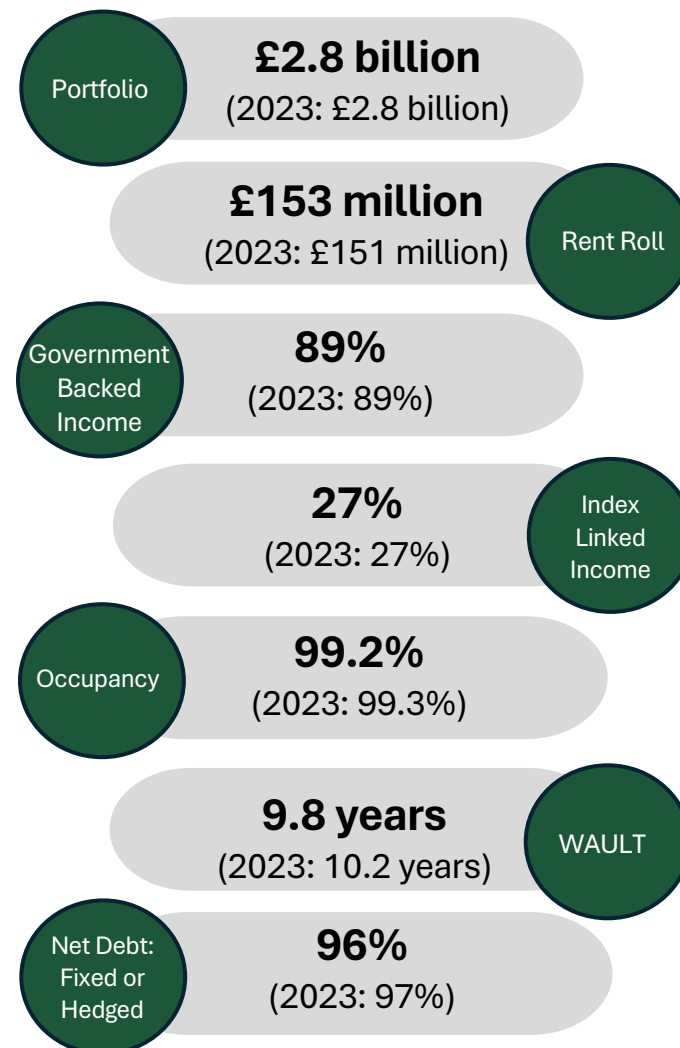 Portfolio
£2.8 billion
(2023: £2.8 billion)
£153 million
(2023: £151 million)
Rent Roll
Government
Backed
Income
89%
(2023: 89%)
27%
(2023: 27%)
Index
Linked
Income
Occupancy
99.2%
(2023: 99.3%)
9.8 years
(2023: 10.2 years)
WAULT
Net Debt:
Fixed or
Hedged
96%
(2023: 97%)